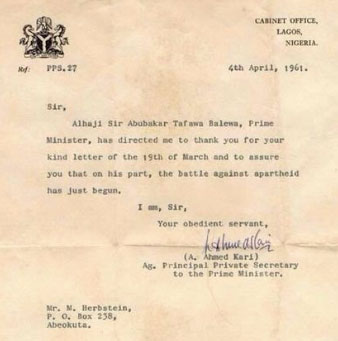 CABINET OFFICE,
LAGOS,
NIGERIA.
Ref: PPS.27
4th April, 1961.
Sir,
Alhaji Sir Abubakar Tafawa Balewa, Prime
Minister, has directed me to thank you for your
kind letter of the 19th of March and to assure
you that on his part, the battle against apartheid
has just begun.
I am, Sir,
Your obedient servant,
(A. Ahmed Kari)
Ag. Principal Private Secretary
to the Prime Minister.
Mr. M. Herbstein,
P. O. Box 238,
Abeokuta.